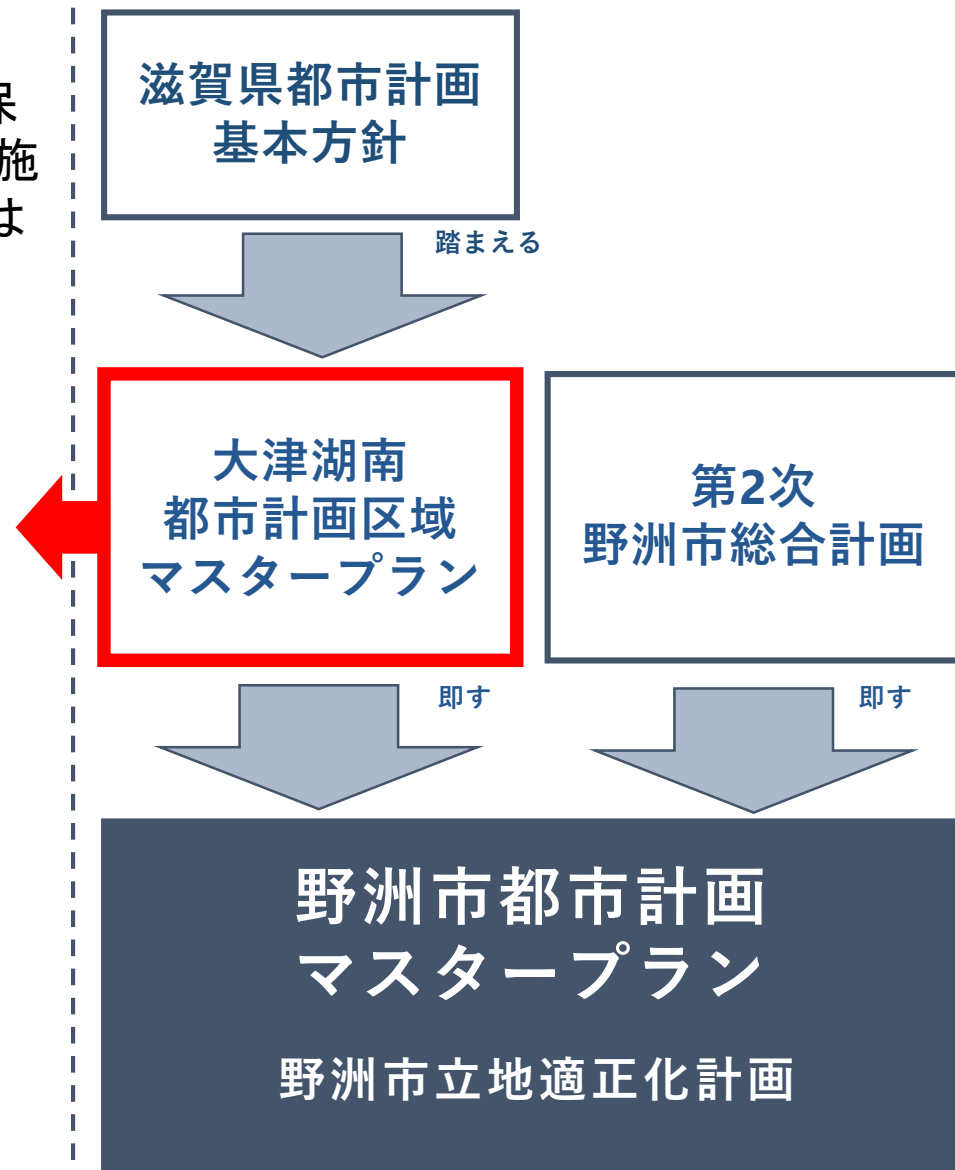 保
施
は
滋賀県都市計画
基本方針
踏まえる
大津湖南
都市計画区域
マスタープラン
第2次
野洲市総合計画
即す
即す
野洲市都市計画
マスタープラン
野洲市立地適正化計画